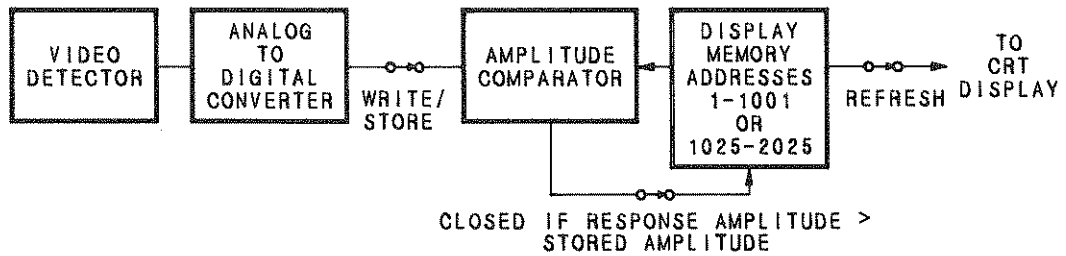 VIDEO
DETECTOR
ANALOG
TO
DIGITAL
CONVERTER
WRITE/
STORE
AMPLITUDE
COMPARATOR
DISPLAY
MEMORY
ADDRESSES
1-1001
OR
1025-2025
REFRESH
TO
CRT
DISPLAY
CLOSED IF RESPONSE AMPLITUDE >
STORED AMPLITUDE